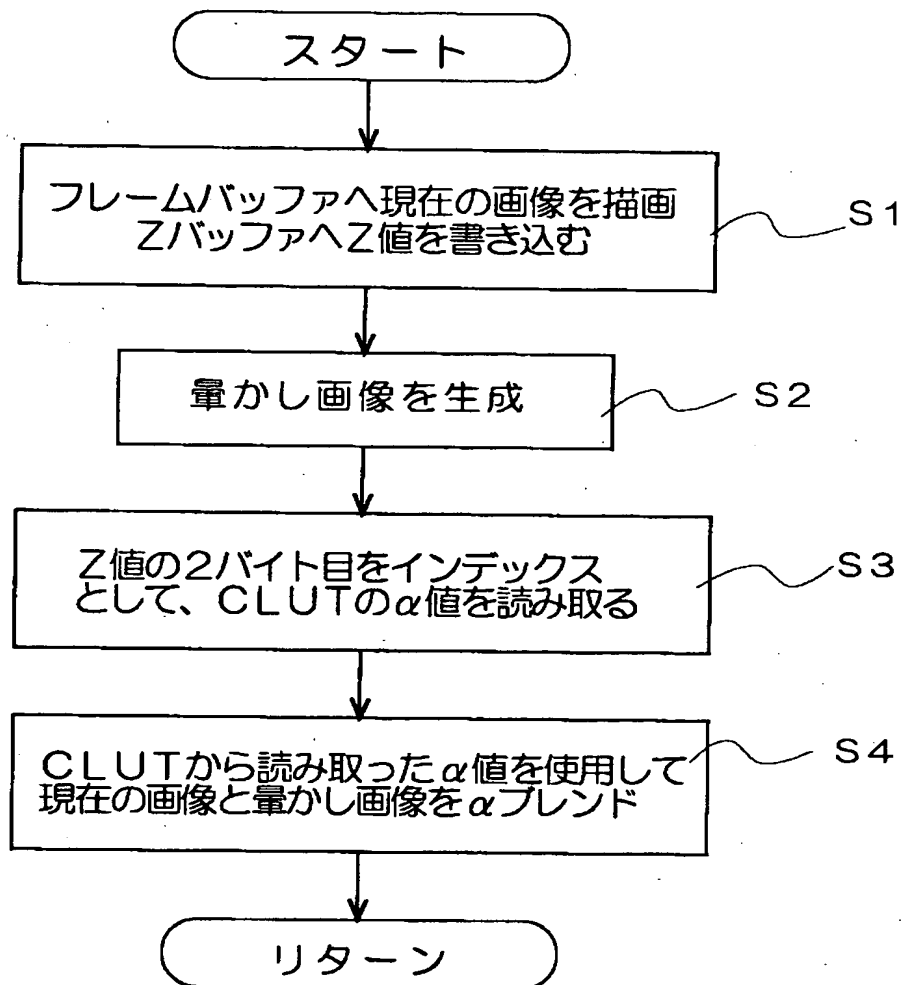 スタート
フレームバッファへ現在の画像を描画
Zバッファへ Z値を書き込む
S1
暈かし画像を生成
S2
Z値の2バイト目をインデックス
として、CLUTのα値を読み取る
S3
CLUTから読み取ったα値を使用して
現在の画像と暈かし画像をαブレンド
S4
リターン